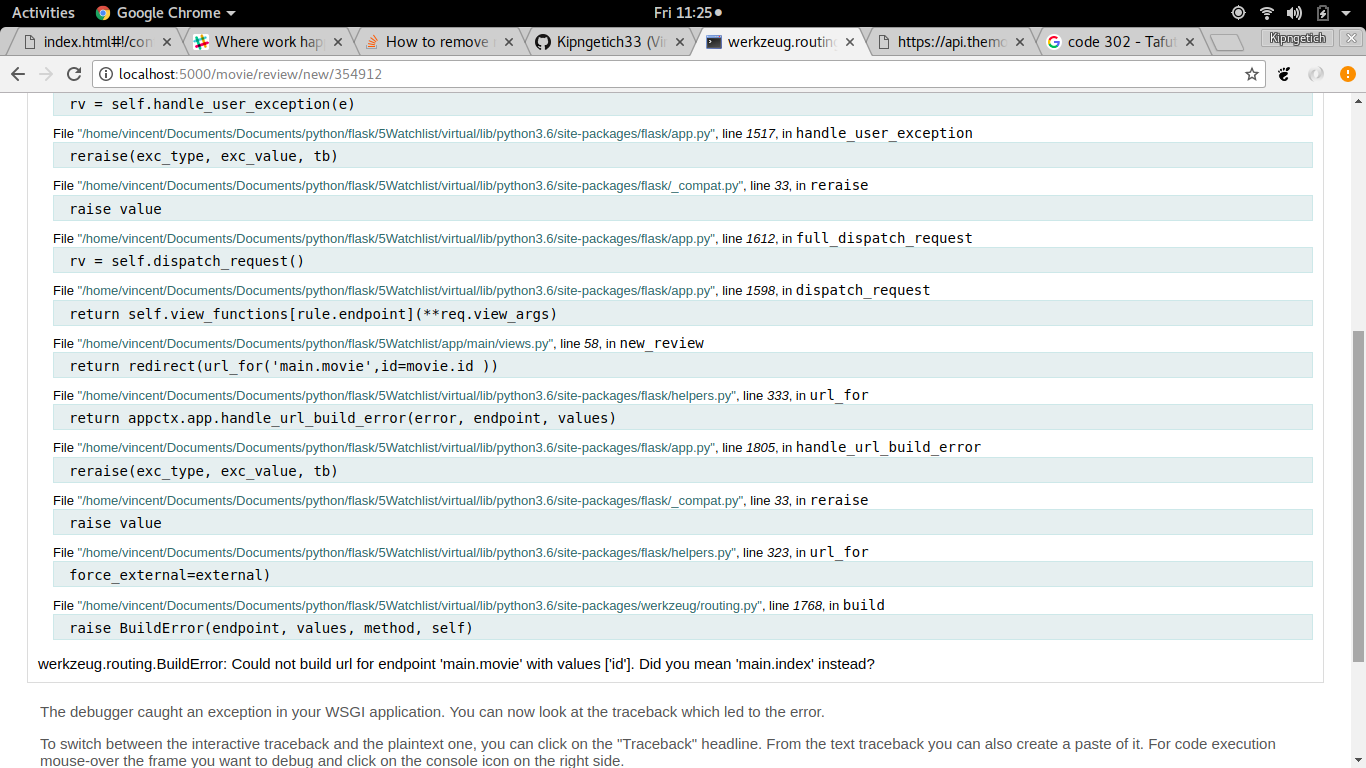 Activities Google Chrome Fri 11:25
index.html#!/con Where work hap How to remove Kipngetich33 (Vin werkzeug.routing https://api.themo code 302 - Tafut Kipngetich
localhost:5000/movie/review/new/354912
rv = self.handle_user_exception(e)
File "/home/vincent/Documents/Documents/python/flask/5Watchlist/virtual/lib/python3.6/site-packages/flask/app.py", line 1517, in handle_user_exception
reraise(exc_type, exc_value, tb)
File "/home/vincent/Documents/Documents/python/flask/5Watchlist/virtual/lib/python3.6/site-packages/flask/_compat.py", line 33, in reraise
raise value
File "/home/vincent/Documents/Documents/python/flask/5Watchlist/virtual/lib/python3.6/site-packages/flask/app.py", line 1612, in full_dispatch_request
rv = self.dispatch_request()
File "/home/vincent/Documents/Documents/python/flask/5Watchlist/virtual/lib/python3.6/site-packages/flask/app.py", line 1598, in dispatch_request
return self.view_functions[rule.endpoint](**req.view_args)
File "/home/vincent/Documents/Documents/python/flask/5Watchlist/app/main/views.py", line 58, in new_review
return redirect(url_for('main.movie',id=movie.id ))
File "/home/vincent/Documents/Documents/python/flask/5Watchlist/virtual/lib/python3.6/site-packages/flask/helpers.py", line 333, in url_for
return appctx.app.handle_url_build_error(error, endpoint, values)
File "/home/vincent/Documents/Documents/python/flask/5Watchlist/virtual/lib/python3.6/site-packages/flask/app.py", line 1805, in handle_url_build_error
reraise(exc_type, exc_value, tb)
File "/home/vincent/Documents/Documents/python/flask/5Watchlist/virtual/lib/python3.6/site-packages/flask/_compat.py", line 33, in reraise
raise value
File "/home/vincent/Documents/Documents/python/flask/5Watchlist/virtual/lib/python3.6/site-packages/flask/helpers.py", line 323, in url_for
force_external=external)
File "/home/vincent/Documents/Documents/python/flask/5Watchlist/virtual/lib/python3.6/site-packages/werkzeug/routing.py", line 1768, in build
raise BuildError(endpoint, values, method, self)
werkzeug.routing.BuildError: Could not build url for endpoint 'main.movie' with values ['id']. Did you mean 'main.index' instead?
The debugger caught an exception in your WSGI application. You can now look at the traceback which led to the error.
To switch between the interactive traceback and the plaintext one, you can click on the "Traceback" headline. From the text traceback you can also create a paste of it. For code execution
mouse-over the frame you want to debug and click on the console icon on the right side.